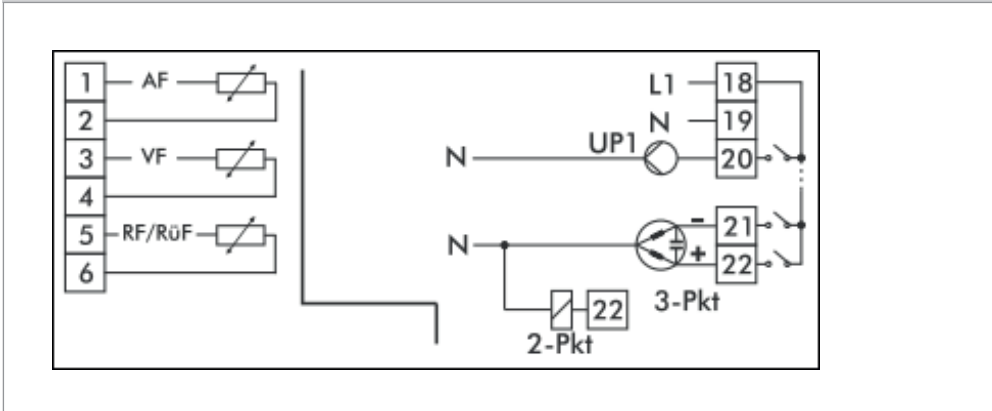 1 AF
2
3 VF
4
5 RF/RüF
6
L1 18
N 19
N UP1 20
N - 21
+ 22
3-Pkt
22
2-Pkt